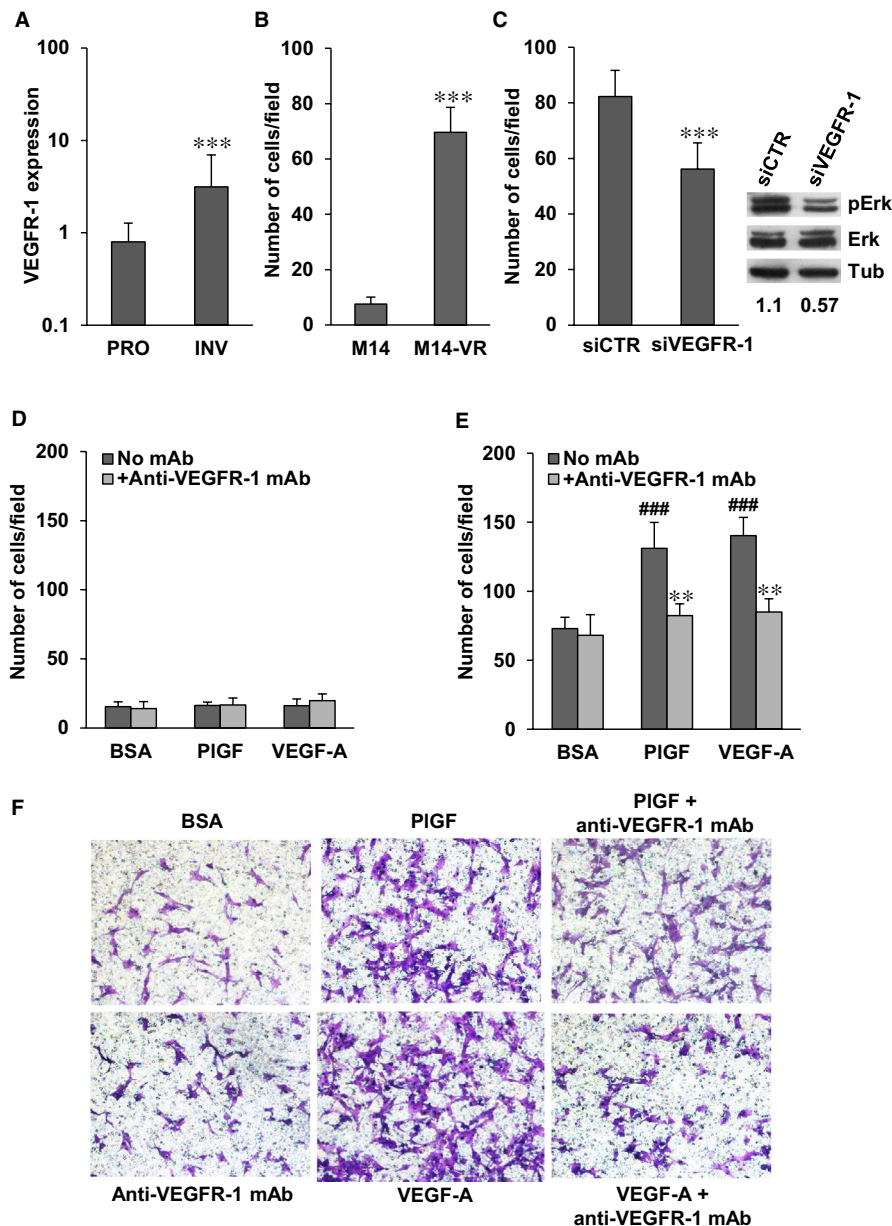 A
VEGFR-1 expression
100
10
1
0.1
***
PRO INV
B
Number of cells/field
100
80
60
40
20
0
***
M14 M14-VR
C
Number of cells/field
100
80
60
40
20
0
***
siCTR siVEGFR-1
siCTR siVEGFR-1
pErk
Erk
Tub
1.1 0.57
D
Number of cells/field
200
150
100
50
0
No mAb
+Anti-VEGFR-1 mAb
BSA PlGF VEGF-A
E
Number of cells/field
200
150
100
50
0
No mAb
+Anti-VEGFR-1 mAb
### ###
** **
BSA PlGF VEGF-A
F
BSA PlGF PlGF +
anti-VEGFR-1 mAb
Anti-VEGFR-1 mAb VEGF-A VEGF-A +
anti-VEGFR-1 mAb